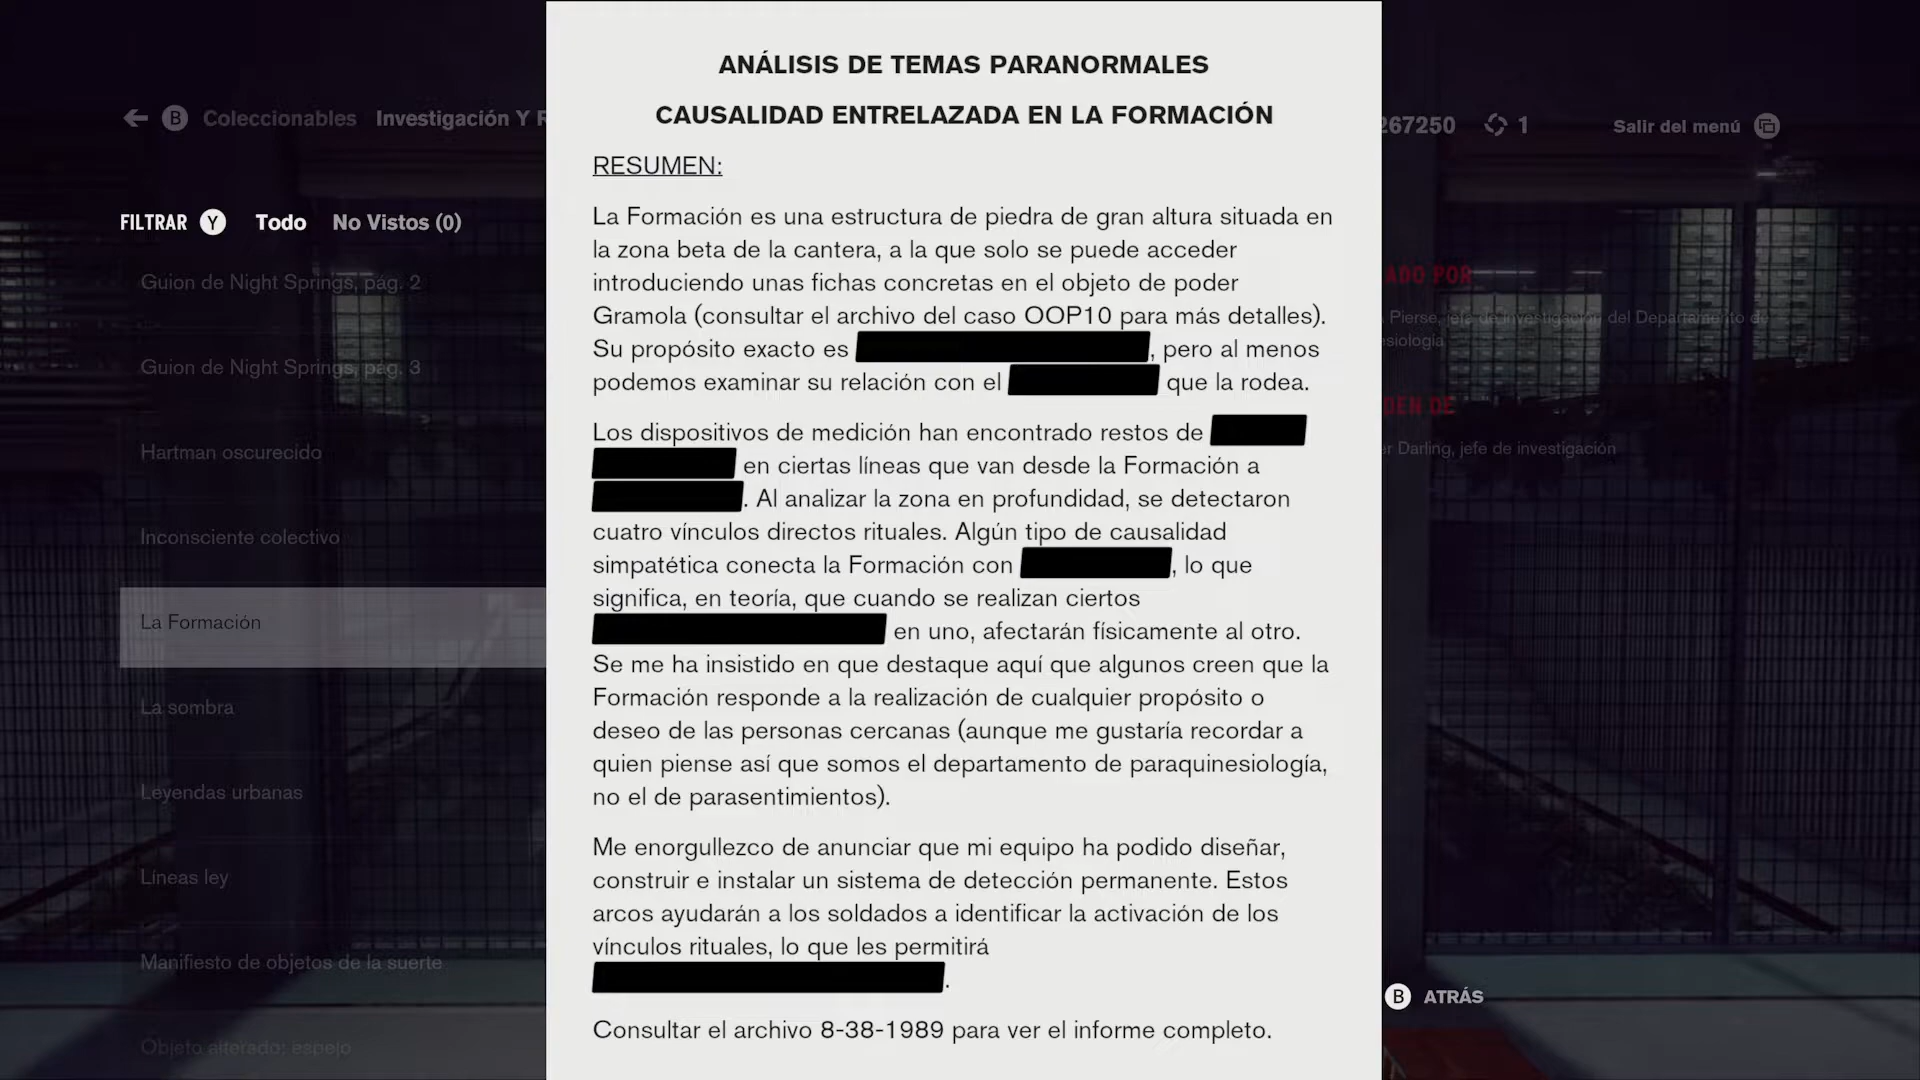 ANÁLISIS DE TEMAS PARANORMALES
CAUSALIDAD ENTRELAZADA EN LA FORMACIÓN
B Coleccionables Investigación Y R
267250 1 Salir del menú
RESUMEN:
FILTRAR Y Todo No Vistos (0)
Guion de Night Springs, pág. 2
Guion de Night Springs, pág. 3
Hartman oscurecido
Inconsciente colectivo
La Formación
La sombra
Leyendas urbanas
Líneas ley
Manifiesto de objetos de la suerte
Objeto alterado: espejo
La Formación es una estructura de piedra de gran altura situada en
la zona beta de la cantera, a la que solo se puede acceder
introduciendo unas fichas concretas en el objeto de poder
Gramola (consultar el archivo del caso OOP10 para más detalles).
Su propósito exacto es , pero al menos
podemos examinar su relación con el que la rodea.
Los dispositivos de medición han encontrado restos de
en ciertas líneas que van desde la Formación a
. Al analizar la zona en profundidad, se detectaron
cuatro vínculos directos rituales. Algún tipo de causalidad
simpatética conecta la Formación con , lo que
significa, en teoría, que cuando se realizan ciertos
en uno, afectarán físicamente al otro.
Se me ha insistido en que destaque aquí que algunos creen que la
Formación responde a la realización de cualquier propósito o
deseo de las personas cercanas (aunque me gustaría recordar a
quien piense así que somos el departamento de paraquinesiología,
no el de parasentimientos).
Me enorgullezco de anunciar que mi equipo ha podido diseñar,
construir e instalar un sistema de detección permanente. Estos
arcos ayudarán a los soldados a identificar la activación de los
vínculos rituales, lo que les permitirá
.
Consultar el archivo 8-38-1989 para ver el informe completo.
ADO POR
Pierse, jefa de investigación del Departamento de
siología
DEN DE
r Darling, jefe de investigación
B ATRÁS